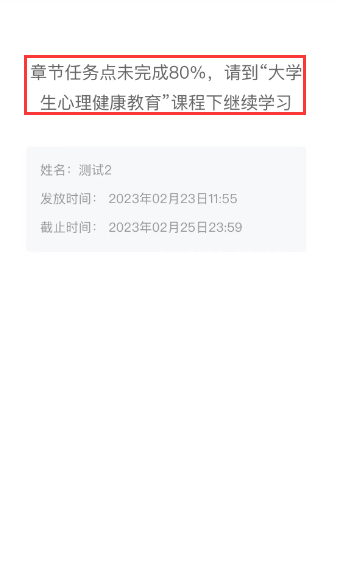 章节任务点未完成80%，请到“大学
生心理健康教育”课程下继续学习
姓名：测试2
发放时间： 2023年02月23日11:55
截止时间： 2023年02月25日23:59